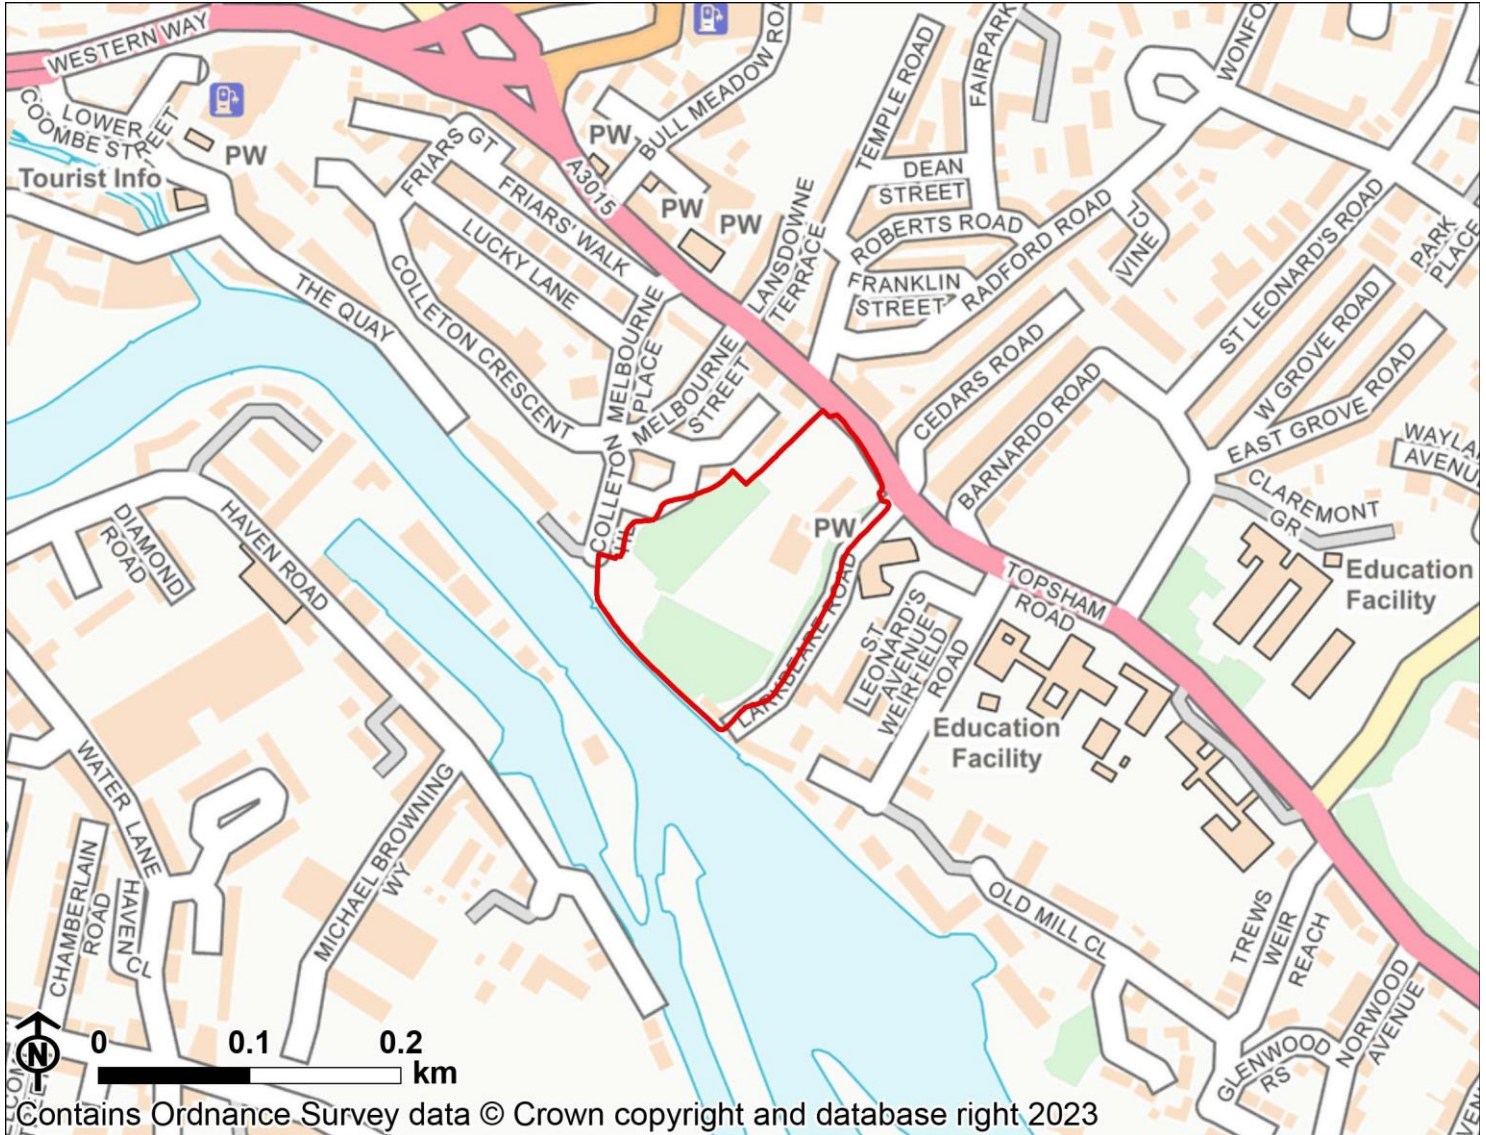 WESTERN WAY
LOWER
COOMBE STREET
PW
Tourist Info
FRIARS GT
FRIARS' WALK
LUCKY LANE
THE QUAY
COLLETON CRESCENT
MELBOURNE
PLACE
MELBOURNE
STREET
COLLETON
A3015
PW
BULL MEADOW
PW
PW
LANSDOWNE
TERRACE
TEMPLE ROAD
FAIRPARK
DEAN
STREET
ROBERTS ROAD
FRANKLIN
STREET
RADFORD ROAD
VINE
CL
WONFO
ST LEONARD'S ROAD
PARK
PLACE
W GROVE ROAD
EAST GROVE ROAD
CEDARS ROAD
BARNARDO ROAD
WAYLA
AVENU
CLAREMONT
GR
Education
Facility
PW
LARKBEARE ROAD
ST
LEONARD'S
AVENUE
WEIRFIELD
ROAD
TOPSHAM
ROAD
Education
Facility
DIAMOND
ROAD
HAVEN ROAD
WATER LANE
CHAMBERLAIN
ROAD
HAVEN
CL
MICHAEL BROWNING
WY
OLD MILL CL
TREWS
WEIR
REACH
GLENWOOD
RS
NORWOOD
AVENUE
N
0 0.1 0.2
km
Contains Ordnance Survey data © Crown copyright and database right 2023